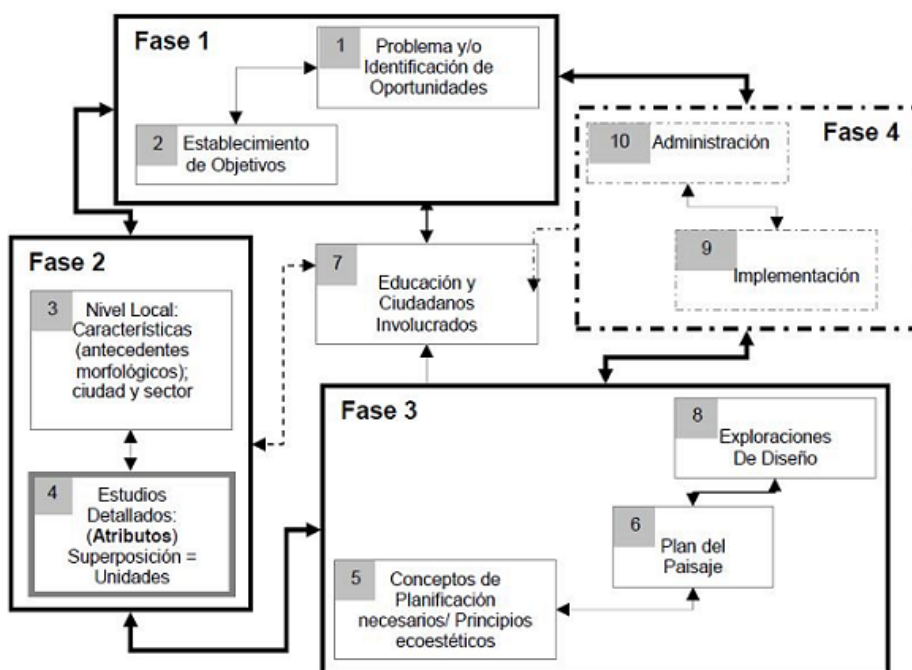 Fase 1
1
Problema y/o
Identificación de
Oportunidades
2
Establecimiento
de Objetivos
Fase 4
10
Administración
9
Implementación
Fase 2
3
Nivel Local:
Características
(antecedentes
morfológicos);
ciudad y sector
4
Estudios
Detallados:
(Atributos)
Superposición =
Unidades
7
Educación y
Ciudadanos
Involucrados
Fase 3
8
Exploraciones
De Diseño
6
Plan del
Paisaje
5
Conceptos de
Planificación
necesarios/ Principios
ecoestéticos